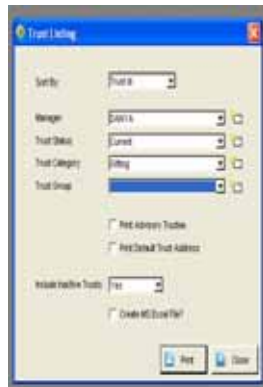 Trust Listing
Sort By Trust Id
Manager
Trust Status Current
Trust Category
Trust Group
Print Advisory Trustee
Print Default Trust Address
Include Inactive Trusts Yes
Create MS Excel File?
Print Close